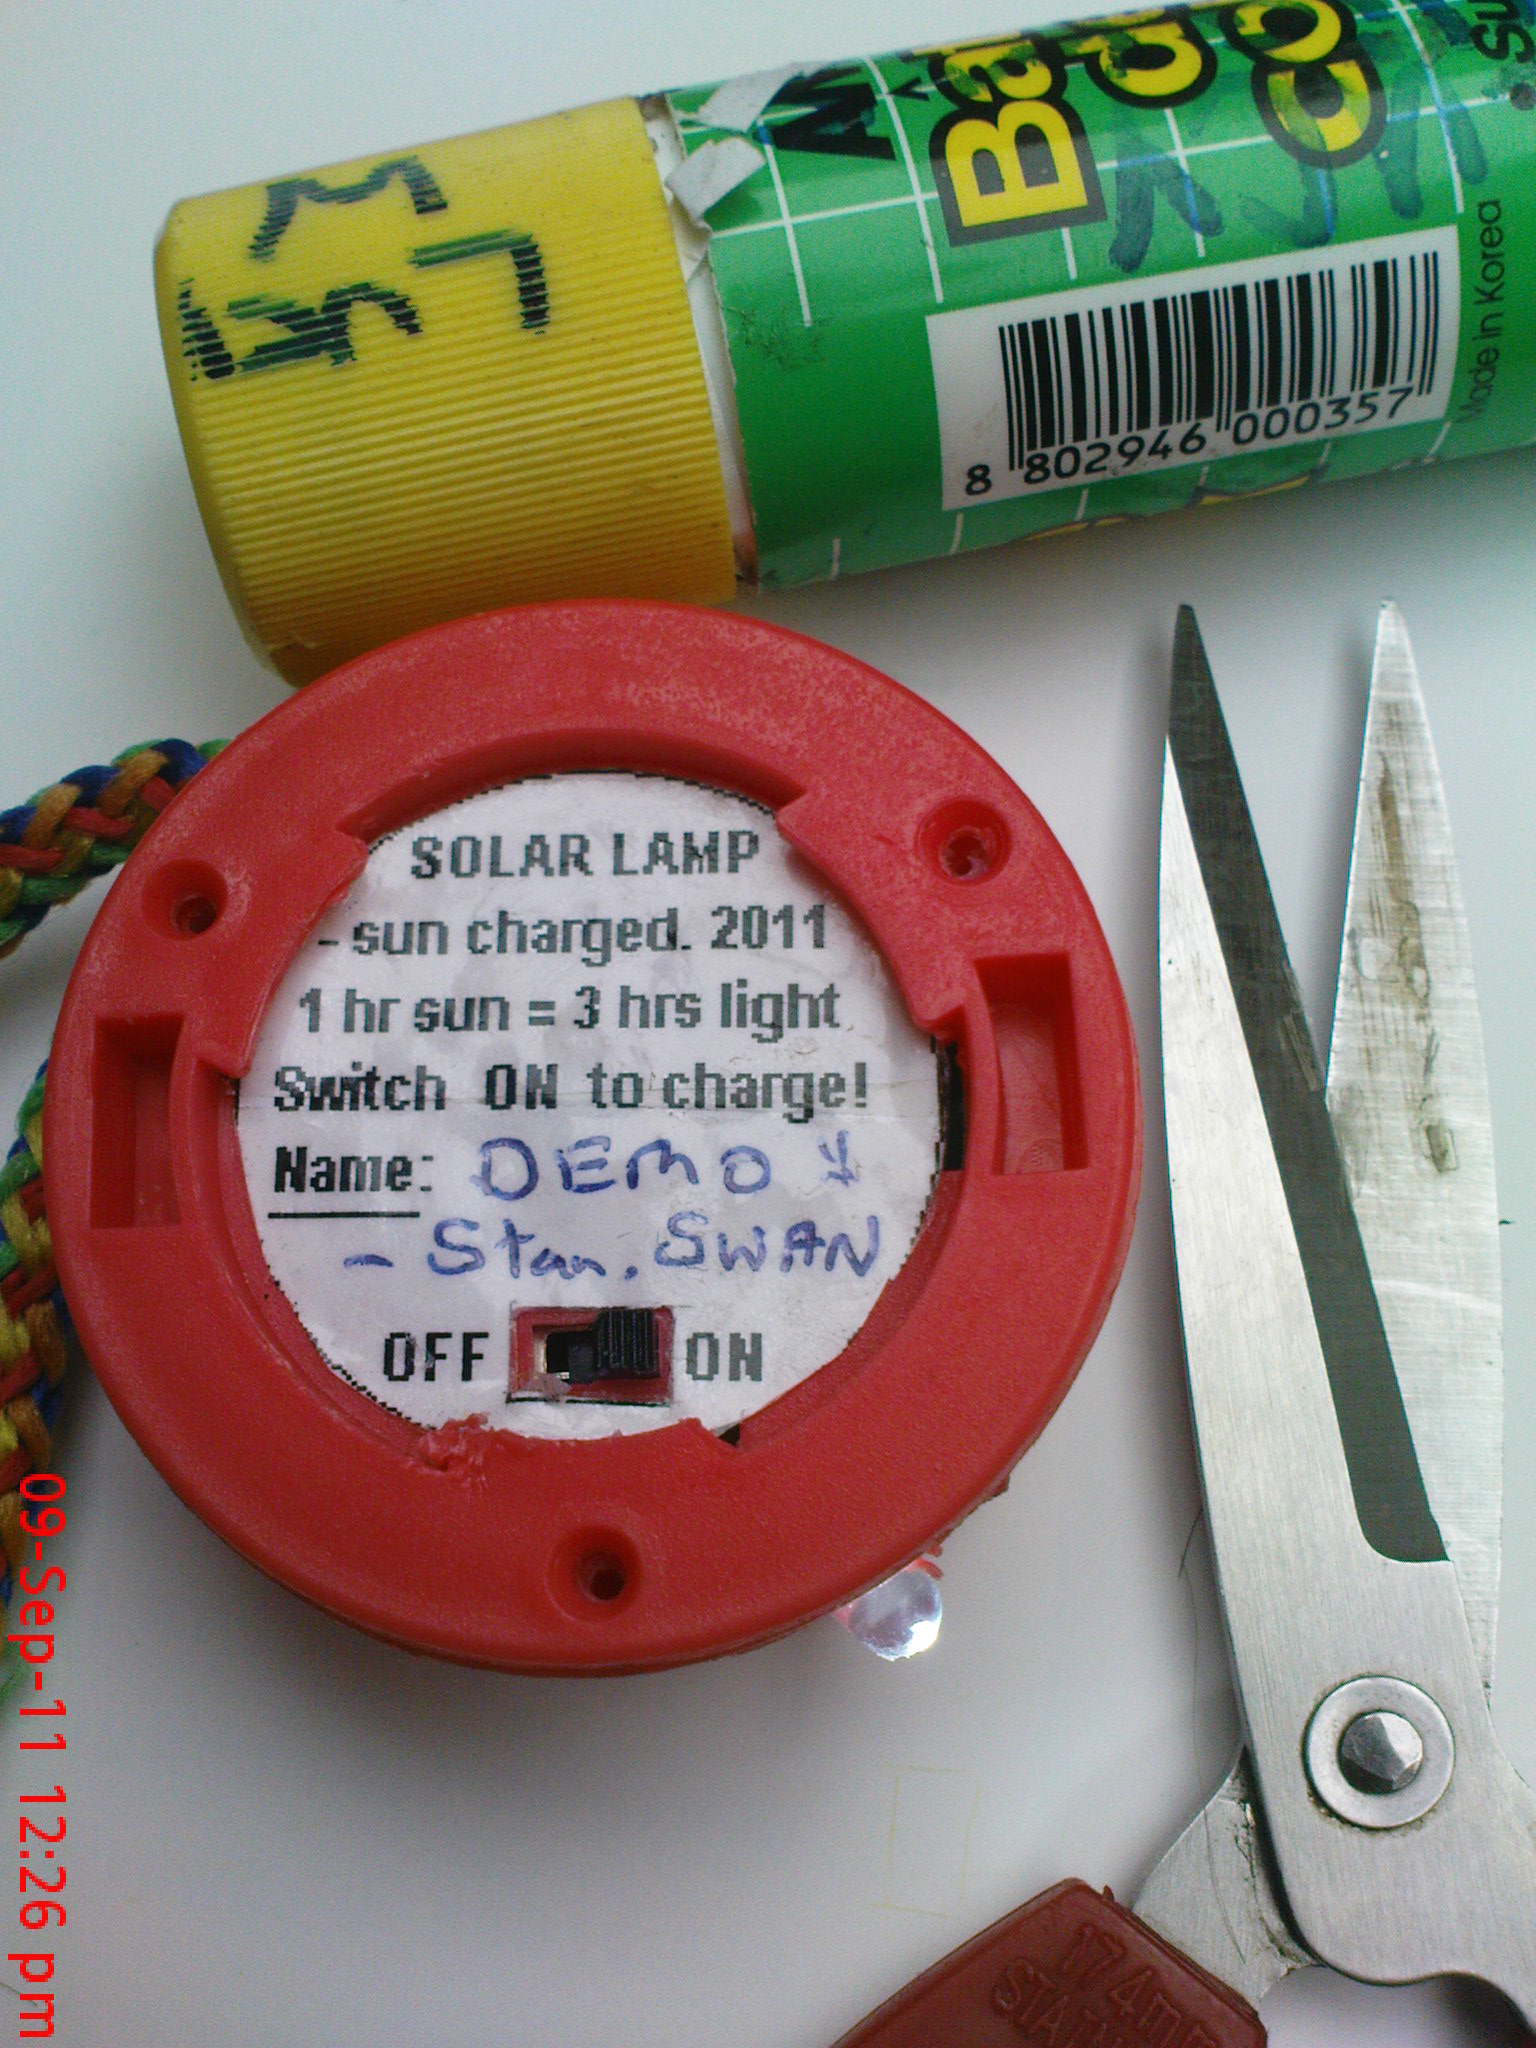 SOLAR LAMP
- sun charged. 2011
1 hr sun = 3 hrs light
Switch ON to charge!
Name: DEMO
- Stan. SWAN
OFF ON
8 802946 000357
Made in Korea
09-Sep-11 12:26 pm